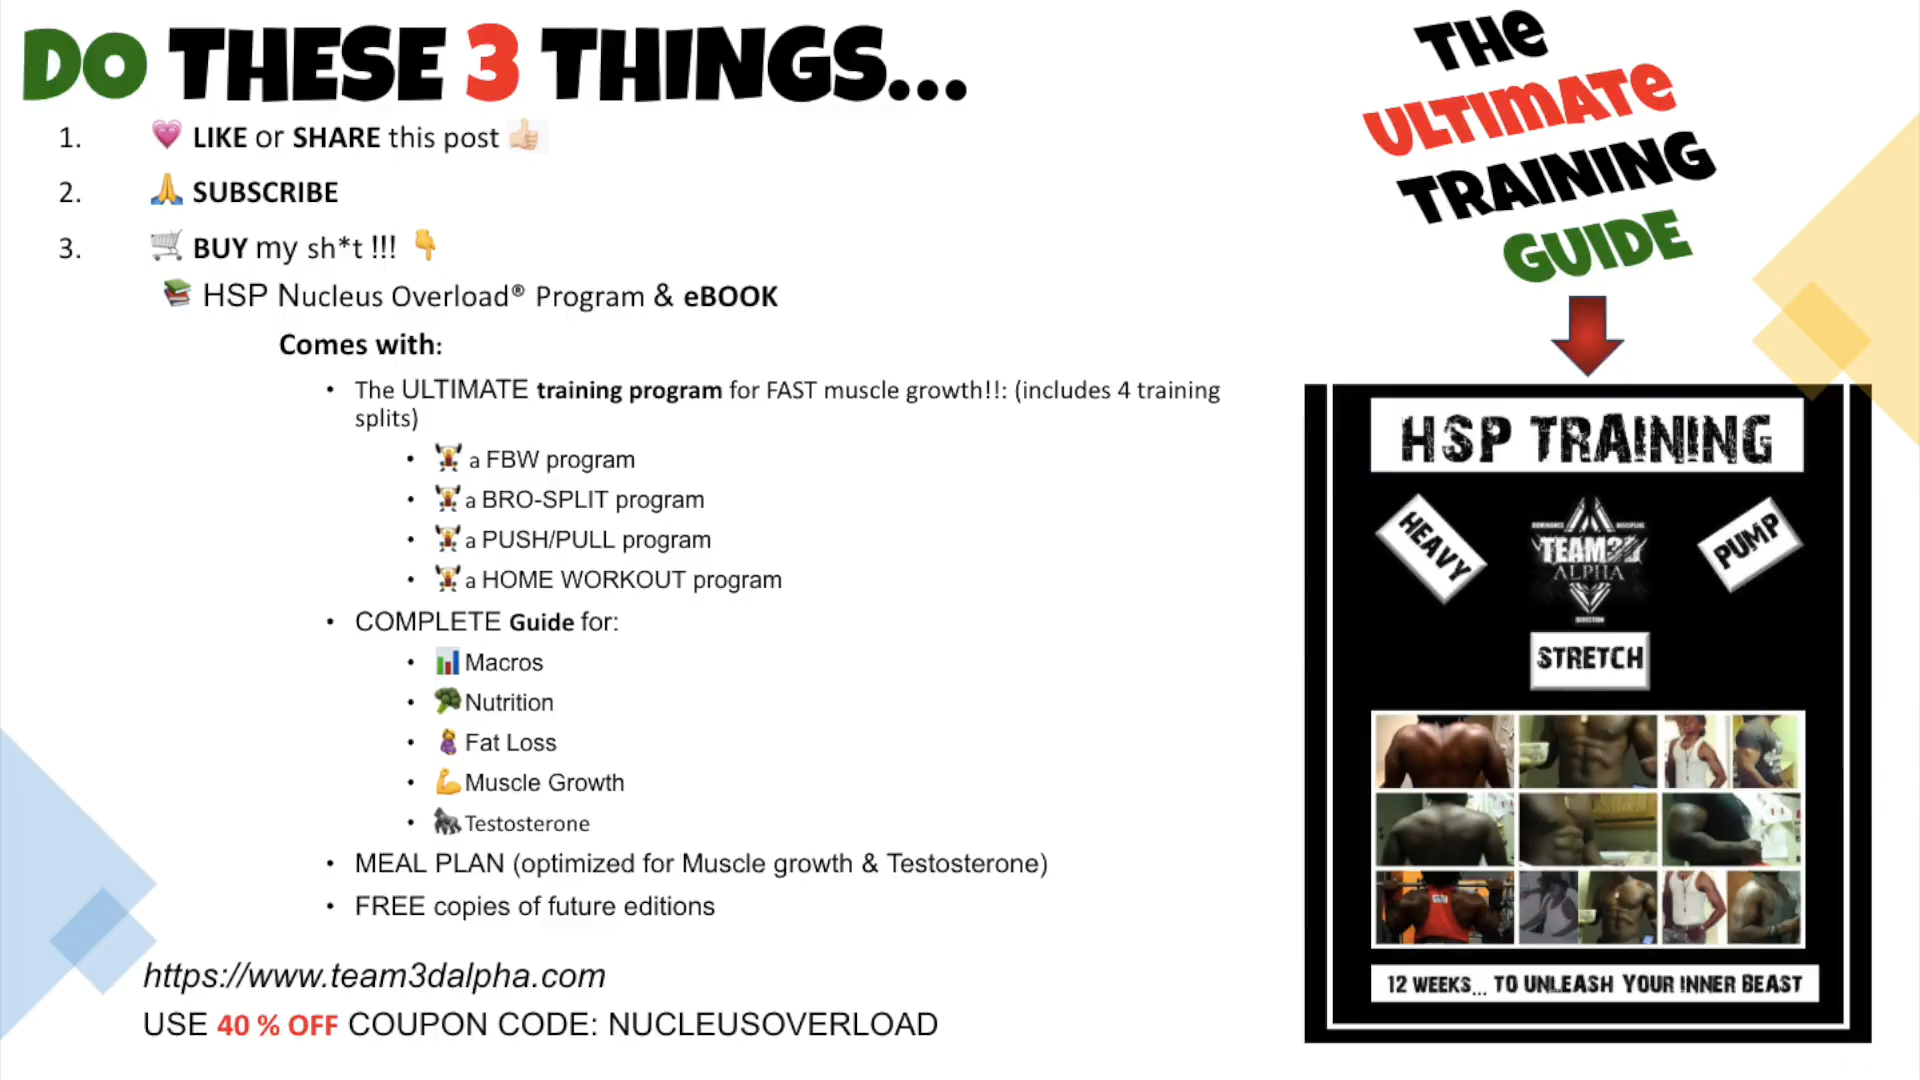 DO THESE 3 THINGS...
1. LIKE or SHARE this post
2. SUBSCRIBE
3. BUY my sh*t !!!
HSP Nucleus Overload® Program & eBOOK
Comes with:
• The ULTIMATE training program for FAST muscle growth!!: (includes 4 training
splits)
• a FBW program
• a BRO-SPLIT program
• a PUSH/PULL program
• a HOME WORKOUT program
• COMPLETE Guide for:
• Macros
• Nutrition
• Fat Loss
• Muscle Growth
• Testosterone
• MEAL PLAN (optimized for Muscle growth & Testosterone)
• FREE copies of future editions
https://www.team3dalpha.com
USE 40 % OFF COUPON CODE: NUCLEUSOVERLOAD
THe
ULTIMATe
TRAINING
GUIDE
HSP TRAINING
HEAVY
PUMP
DOMINANCE DISCIPLINE
TEAM3D
ALPHA
DIRECTION
STRETCH
12 WEEKS... TO UNLEASH YOUR INNER BEAST